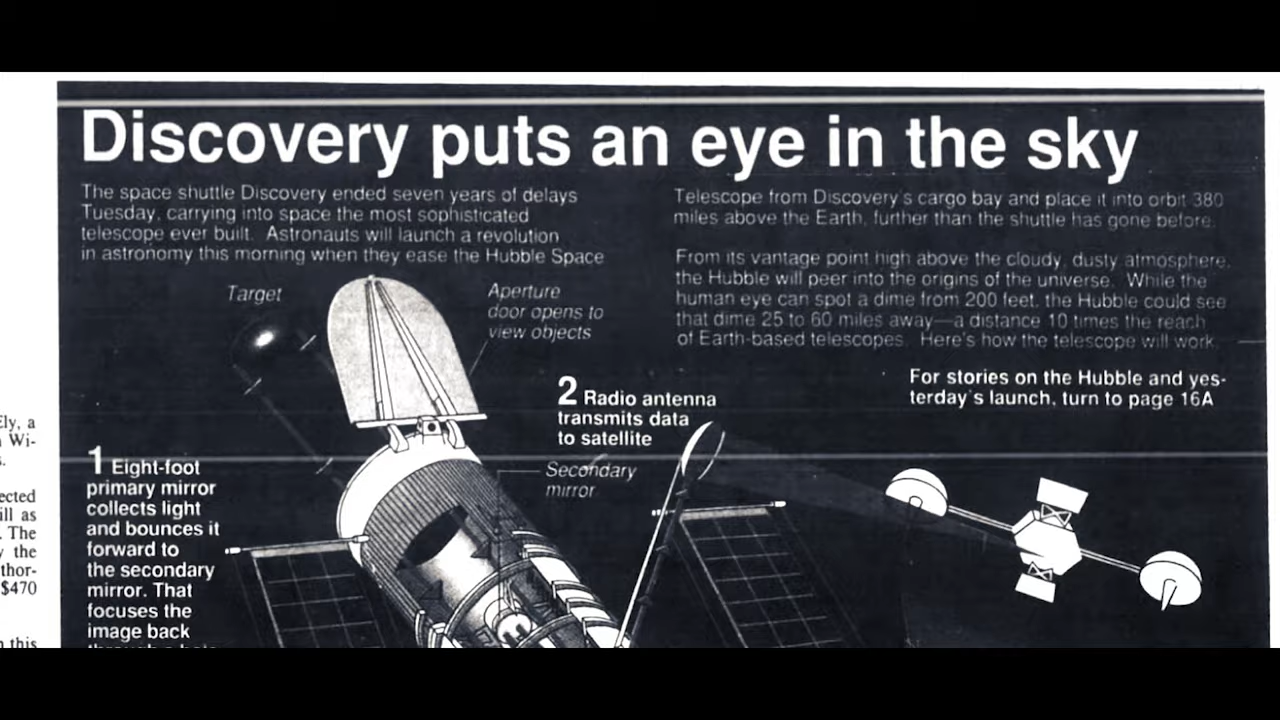 Discovery puts an eye in the sky
The space shuttle Discovery ended seven years of delays
Tuesday, carrying into space the most sophisticated
telescope ever built. Astronauts will launch a revolution
in astronomy this morning when they ease the Hubble Space
Telescope from Discovery's cargo bay and place it into orbit 380
miles above the Earth, further than the shuttle has gone before.
From its vantage point high above the cloudy, dusty atmosphere,
the Hubble will peer into the origins of the universe. While the
human eye can spot a dime from 200 feet, the Hubble could see
that dime 25 to 60 miles away—a distance 10 times the reach
of Earth-based telescopes. Here's how the telescope will work.
For stories on the Hubble and yes-
terday's launch, turn to page 16A
Target
Aperture
door opens to
view objects
2 Radio antenna
transmits data
to satellite
Secondary
mirror
1 Eight-foot
primary mirror
collects light
and bounces it
forward to
the secondary
mirror. That
focuses the
image back
Ely, a
Wi-
s.
ected
ill as
. The
y the
thor-
$470
this